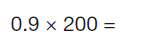 0.9 × 200 =